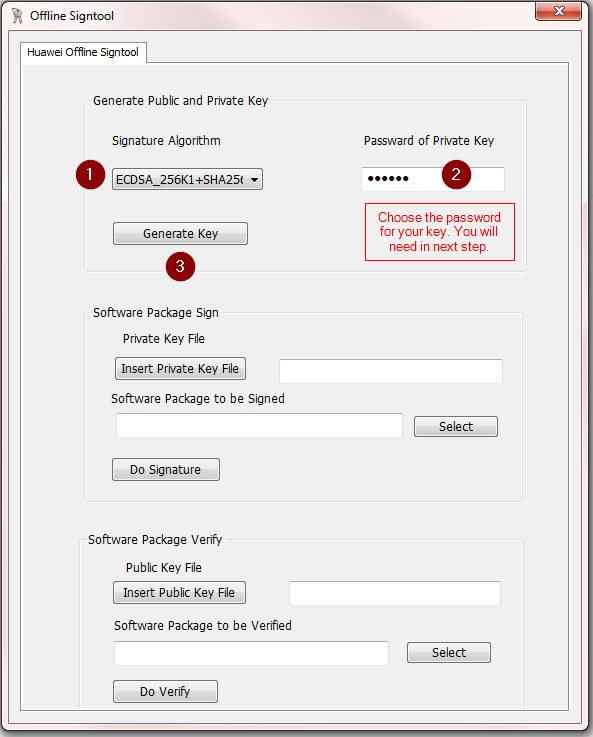 Offline Signtool
Huawei Offline Signtool
Generate Public and Private Key
Signature Algorithm
Passward of Private Key
1
ECDSA_256K1+SHA256
••••••
2
Choose the password
for your key. You will
need in next step.
Generate Key
3
Software Package Sign
Private Key File
Insert Private Key File
Software Package to be Signed
Select
Do Signature
Software Package Verify
Public Key File
Insert Public Key File
Software Package to be Verified
Select
Do Verify